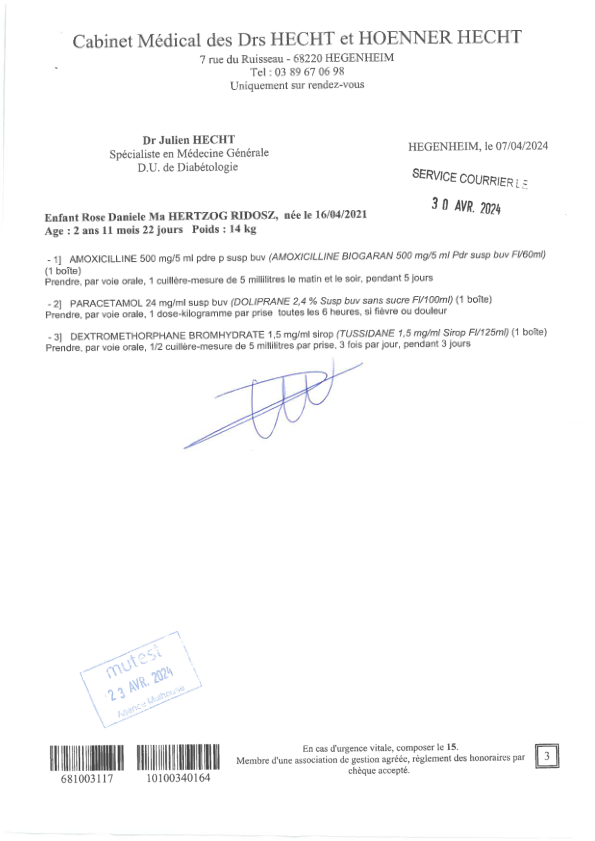 Cabinet Médical des Drs HECHT et HOENNER HECHT
7 rue du Ruisseau - 68220 HEGENHEIM
Tel : 03 89 67 06 98
Uniquement sur rendez-vous
Dr Julien HECHT
Spécialiste en Médecine Générale
D.U. de Diabétologie
HEGENHEIM, le 07/04/2024
SERVICE COURRIER LE
30 AVR. 2024
Enfant Rose Daniele Ma HERTZOG RIDOSZ, née le 16/04/2021
Age : 2 ans 11 mois 22 jours Poids : 14 kg
- 1] AMOXICILLINE 500 mg/5 ml pdre p susp buv (AMOXICILLINE BIOGARAN 500 mg/5 ml Pdr susp buv Fl/60ml)
(1 boîte)
Prendre, par voie orale, 1 cuillère-mesure de 5 millilitres le matin et le soir, pendant 5 jours
- 2] PARACETAMOL 24 mg/ml susp buv (DOLIPRANE 2,4 % Susp buv sans sucre Fl/100ml) (1 boîte)
Prendre, par voie orale, 1 dose-kilogramme par prise toutes les 6 heures, si fièvre ou douleur
- 3] DEXTROMETHORPHANE BROMHYDRATE 1,5 mg/ml sirop (TUSSIDANE 1,5 mg/ml Sirop Fl/125ml) (1 boîte)
Prendre, par voie orale, 1/2 cuillère-mesure de 5 millilitres par prise, 3 fois par jour, pendant 3 jours
mutest
23 AVR. 2024
Agence Mulhouse
681003117
10100340164
En cas d'urgence vitale, composer le 15.
Membre d'une association de gestion agréée, règlement des honoraires par
chèque accepté.
3